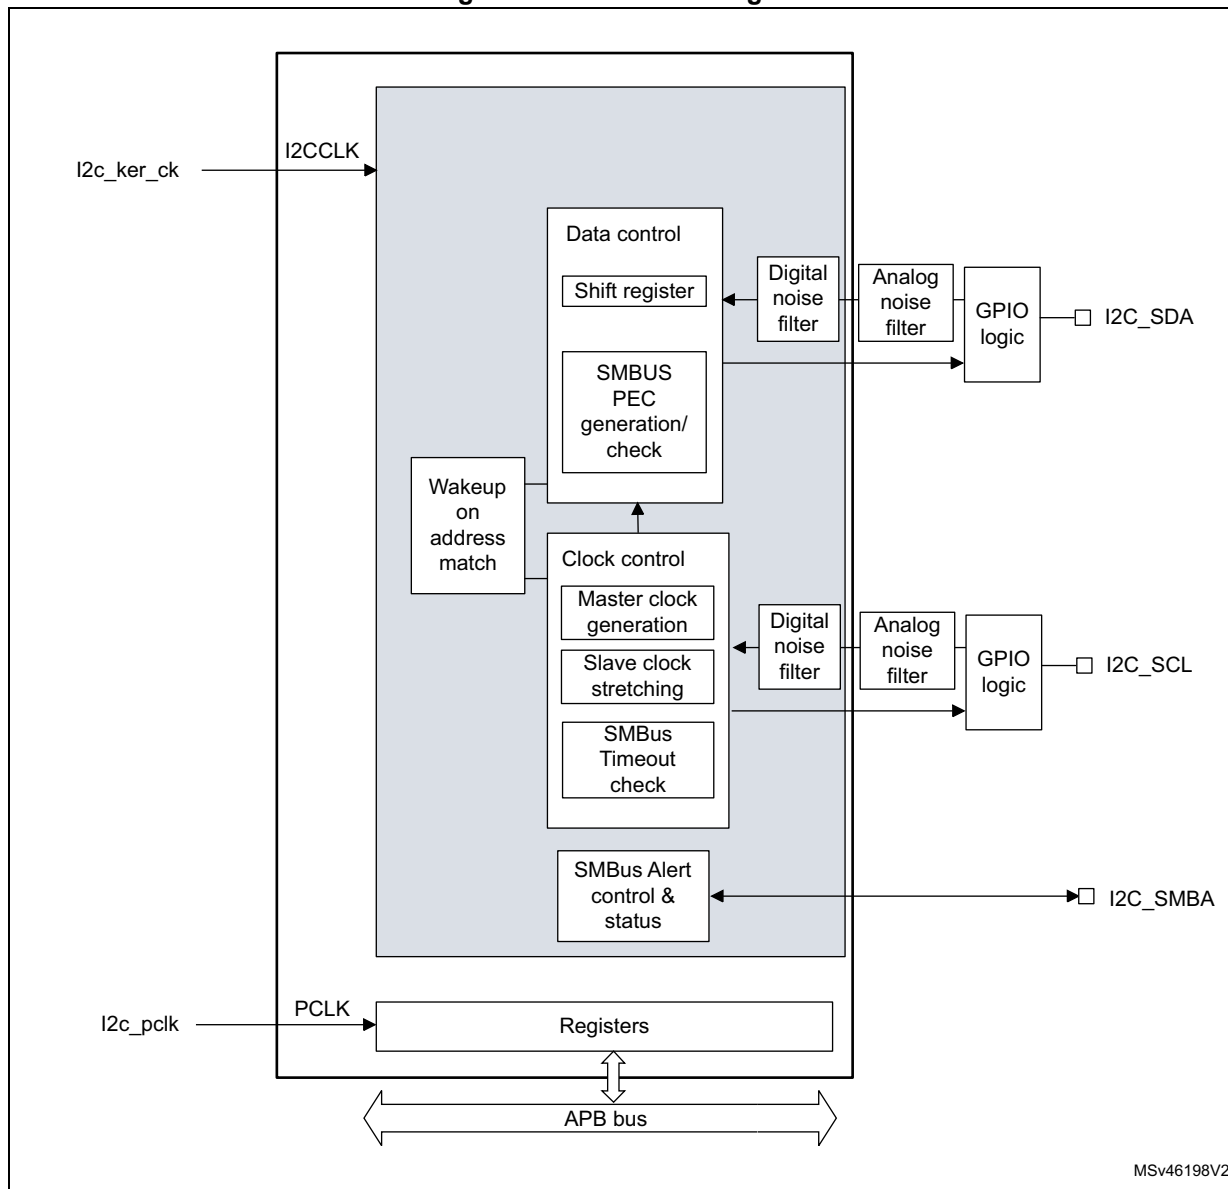 I2CCLK
I2c_ker_ck
Data control
Shift register
SMBUS
PEC
generation/
check
Digital
noise
filter
Analog
noise
filter
GPIO
logic
I2C_SDA
Wakeup
on
address
match
Clock control
Master clock
generation
Slave clock
stretching
SMBus
Timeout
check
Digital
noise
filter
Analog
noise
filter
GPIO
logic
I2C_SCL
SMBus Alert
control &
status
I2C_SMBA
PCLK
I2c_pclk
Registers
APB bus
MSv46198V2